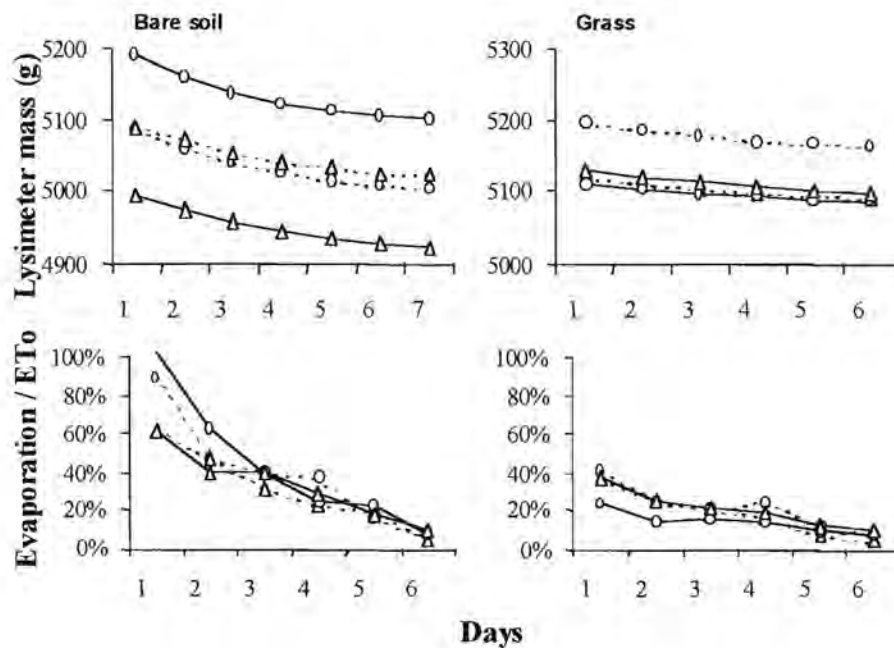 Bare soil
Grass
Lysimeter mass (g)
5200
5100
5000
4900
1 2 3 4 5 6 7
5300
5200
5100
5000
1 2 3 4 5 6
Evaporation / ETo
100%
80%
60%
40%
20%
0%
1 2 3 4 5 6
100%
80%
60%
40%
20%
0%
1 2 3 4 5 6
Days